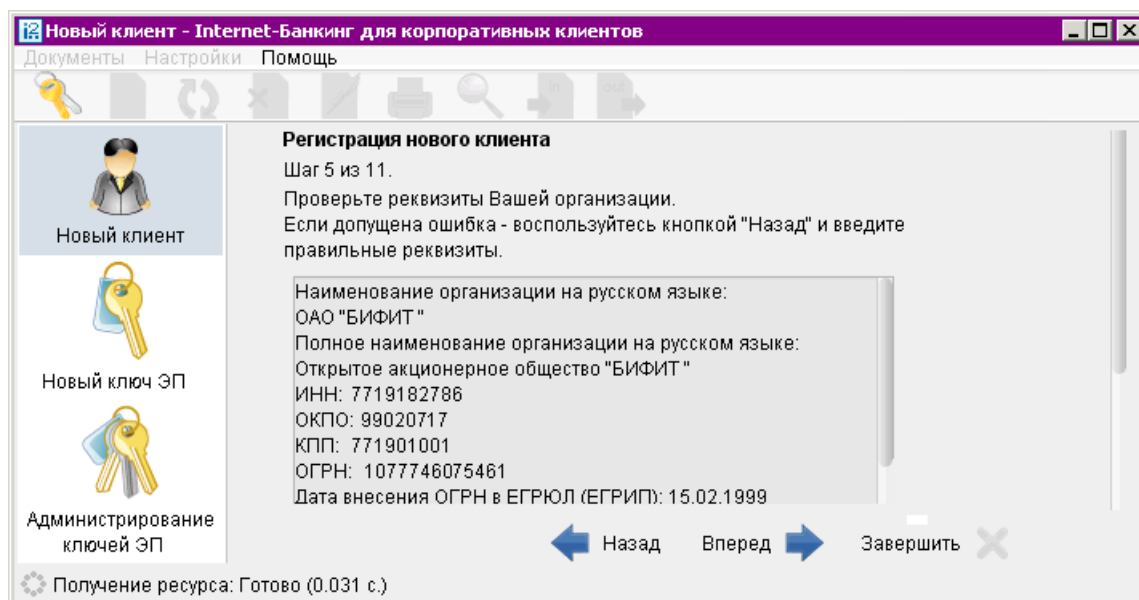 Новый клиент - Internet-Банкинг для корпоративных клиентов
Документы Настройки Помощь
in out
Регистрация нового клиента
Шаг 5 из 11.
Проверьте реквизиты Вашей организации.
Если допущена ошибка - воспользуйтесь кнопкой "Назад" и введите
правильные реквизиты.
Новый клиент
Новый ключ ЭП
Администрирование
ключей ЭП
Наименование организации на русском языке:
ОАО "БИФИТ "
Полное наименование организации на русском языке:
Открытое акционерное общество "БИФИТ "
ИНН: 7719182786
ОКПО: 99020717
КПП: 771901001
ОГРН: 1077746075461
Дата внесения ОГРН в ЕГРЮЛ (ЕГРИП): 15.02.1999
Назад Вперед Завершить
Получение ресурса: Готово (0.031 с.)